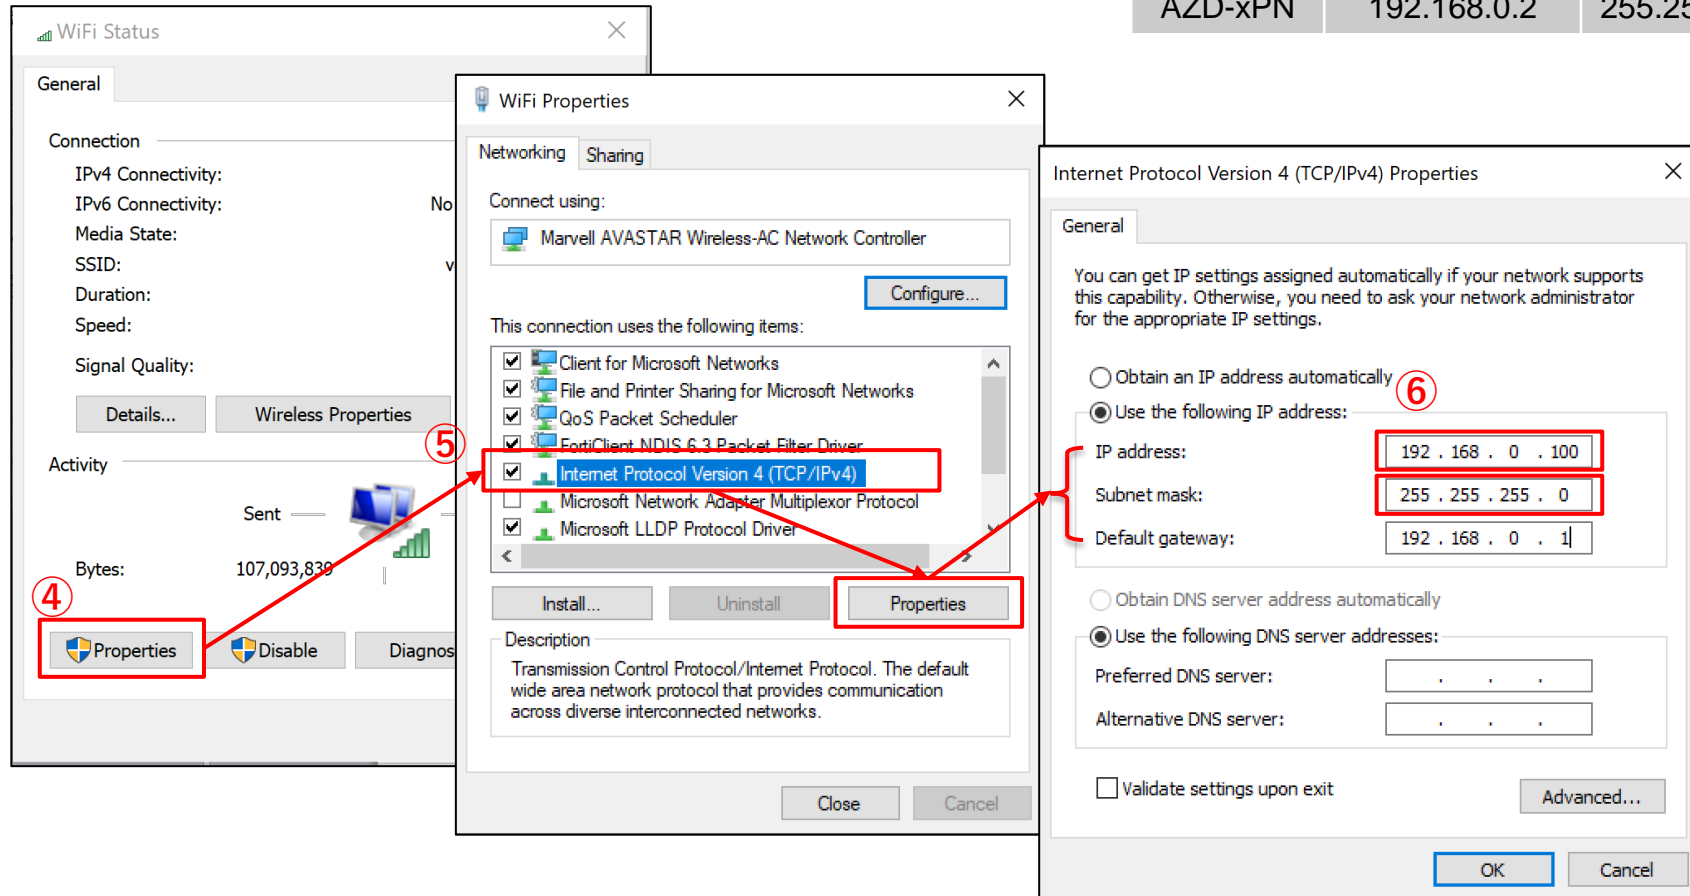 AZD-xPN 192.168.0.2
WiFi Status
General
Connection
IPv4 Connectivity:
IPv6 Connectivity: No
Media State:
SSID:
Duration:
Speed:
Signal Quality:
Details... Wireless Properties
Activity
Sent
Bytes: 107,093,839
④
Properties Disable
WiFi Properties
Networking Sharing
Connect using:
Marvell AVASTAR Wireless-AC Network Controller
Configure...
This connection uses the following items:
Client for Microsoft Networks
File and Printer Sharing for Microsoft Networks
QoS Packet Scheduler
FortiClient NDIS 6.3 Packet Filter Driver
⑤
Internet Protocol Version 4 (TCP/IPv4)
Microsoft Network Adapter Multiplexor Protocol
Microsoft LLDP Protocol Driver
Install... Uninstall Properties
Description
Transmission Control Protocol/Internet Protocol. The default
wide area network protocol that provides communication
across diverse interconnected networks.
Close Cancel
Internet Protocol Version 4 (TCP/IPv4) Properties
General
You can get IP settings assigned automatically if your network supports
this capability. Otherwise, you need to ask your network administrator
for the appropriate IP settings.
Obtain an IP address automatically
⑥
Use the following IP address:
IP address: 192 . 168 . 0 . 100
Subnet mask: 255 . 255 . 255 . 0
Default gateway: 192 . 168 . 0 . 1
Obtain DNS server address automatically
Use the following DNS server addresses:
Preferred DNS server: . . .
Alternative DNS server: . . .
Validate settings upon exit
Advanced...
OK Cancel